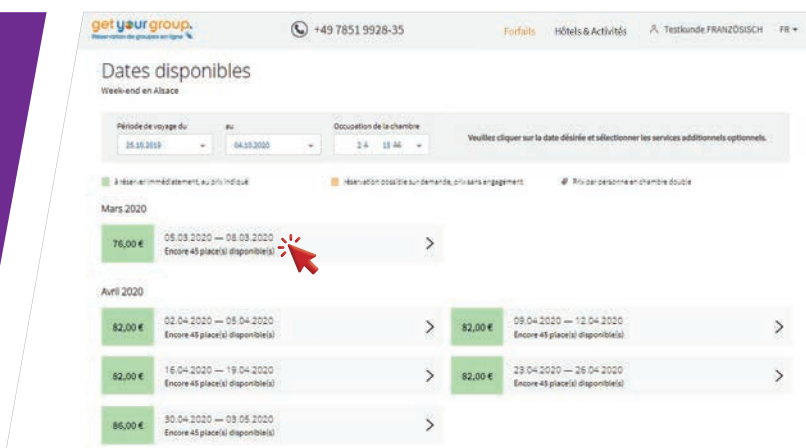 get your group.
Réservation de groupes en ligne
+49 7851 9928-35
Forfaits Hôtels & Activités Testkunde FRANZÖSISCH FR
Dates disponibles
Week-end en Alsace
Période de voyage du au Occupation de la chambre
04.10.2020 2 13
Veuillez cliquer sur la date désirée et sélectionner les services additionnels optionnels.
à réserver immédiatement, au prix indiqué réservation possible sur demande, prix sans engagement Prix par personne en chambre double
Mars 2020
76,00 € 05.03.2020 — 08.03.2020
Encore 45 place(s) disponible(s)
Avril 2020
82,00 € 02.04.2020 — 05.04.2020
Encore 45 place(s) disponible(s)
82,00 € 09.04.2020 — 12.04.2020
Encore 45 place(s) disponible(s)
82,00 € 16.04.2020 — 19.04.2020
Encore 45 place(s) disponible(s)
82,00 € 23.04.2020 — 26.04.2020
Encore 45 place(s) disponible(s)
86,00 € 30.04.2020 — 03.05.2020
Encore 45 place(s) disponible(s)